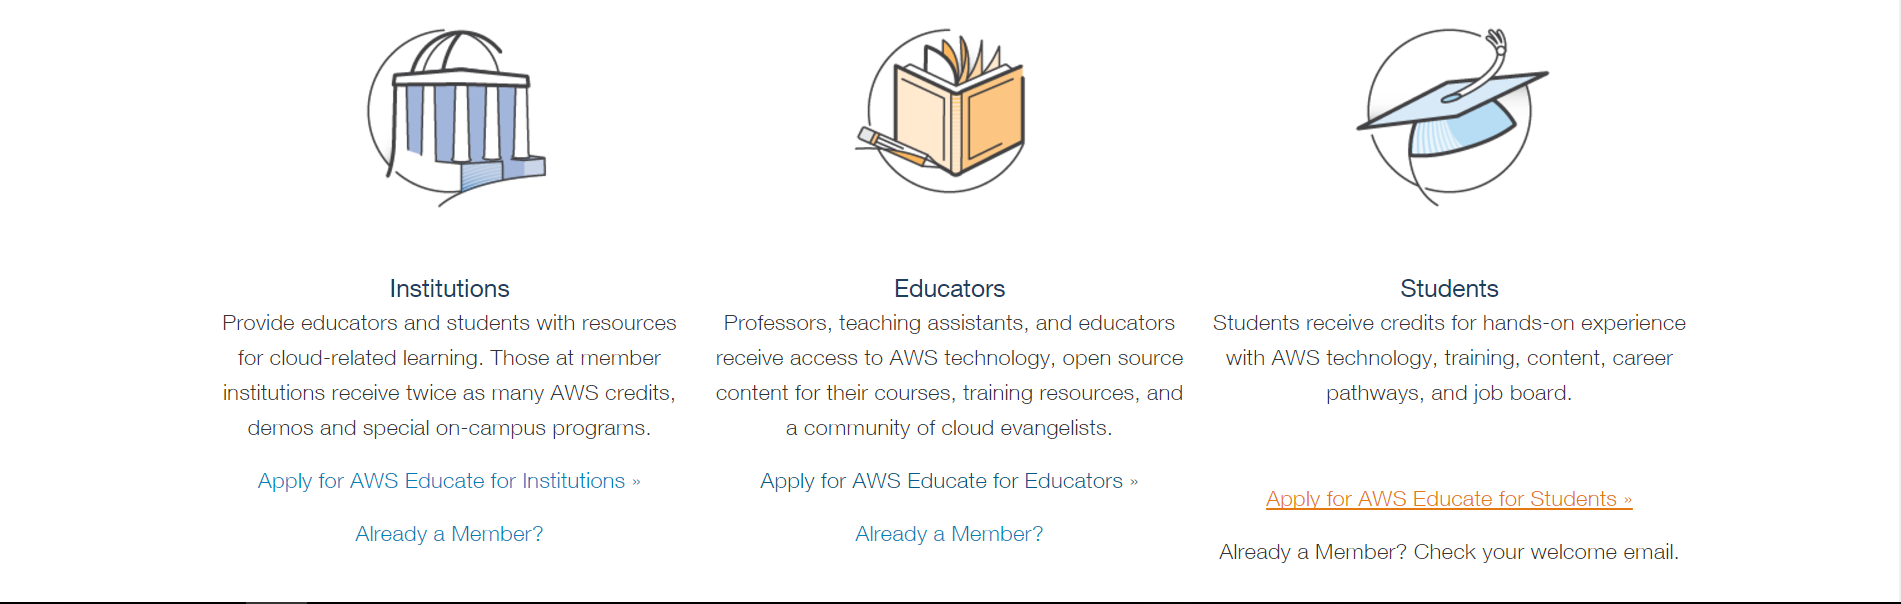 Institutions
Provide educators and students with resources
for cloud-related learning. Those at member
institutions receive twice as many AWS credits,
demos and special on-campus programs.
Apply for AWS Educate for Institutions »
Already a Member?
Educators
Professors, teaching assistants, and educators
receive access to AWS technology, open source
content for their courses, training resources, and
a community of cloud evangelists.
Apply for AWS Educate for Educators »
Already a Member?
Students
Students receive credits for hands-on experience
with AWS technology, training, content, career
pathways, and job board.
Apply for AWS Educate for Students »
Already a Member? Check your welcome email.